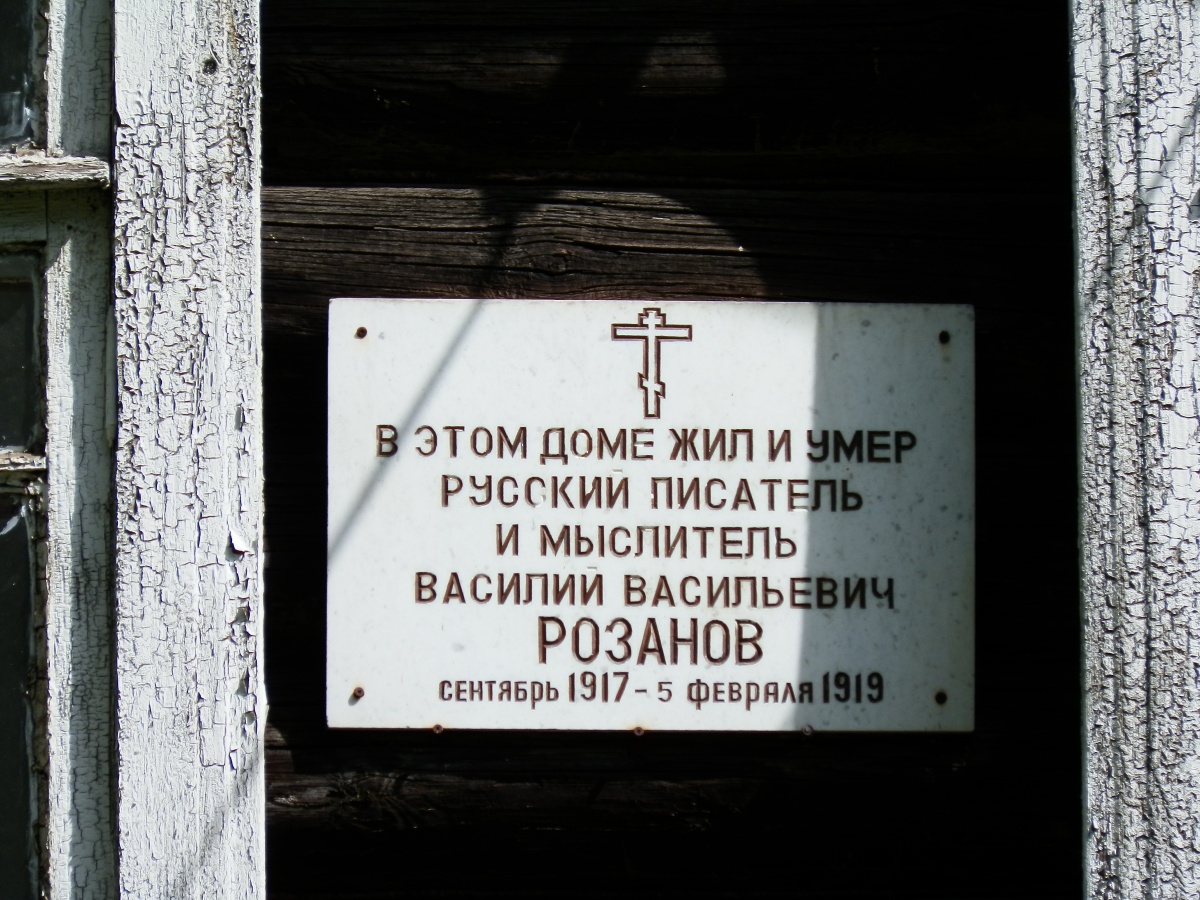 В ЭТОМ ДОМЕ ЖИЛ И УМЕР
РУССКИЙ ПИСАТЕЛЬ
И МЫСЛИТЕЛЬ
ВАСИЛИЙ ВАСИЛЬЕВИЧ
РОЗАНОВ
СЕНТЯБРЬ 1917 - 5 ФЕВРАЛЯ 1919